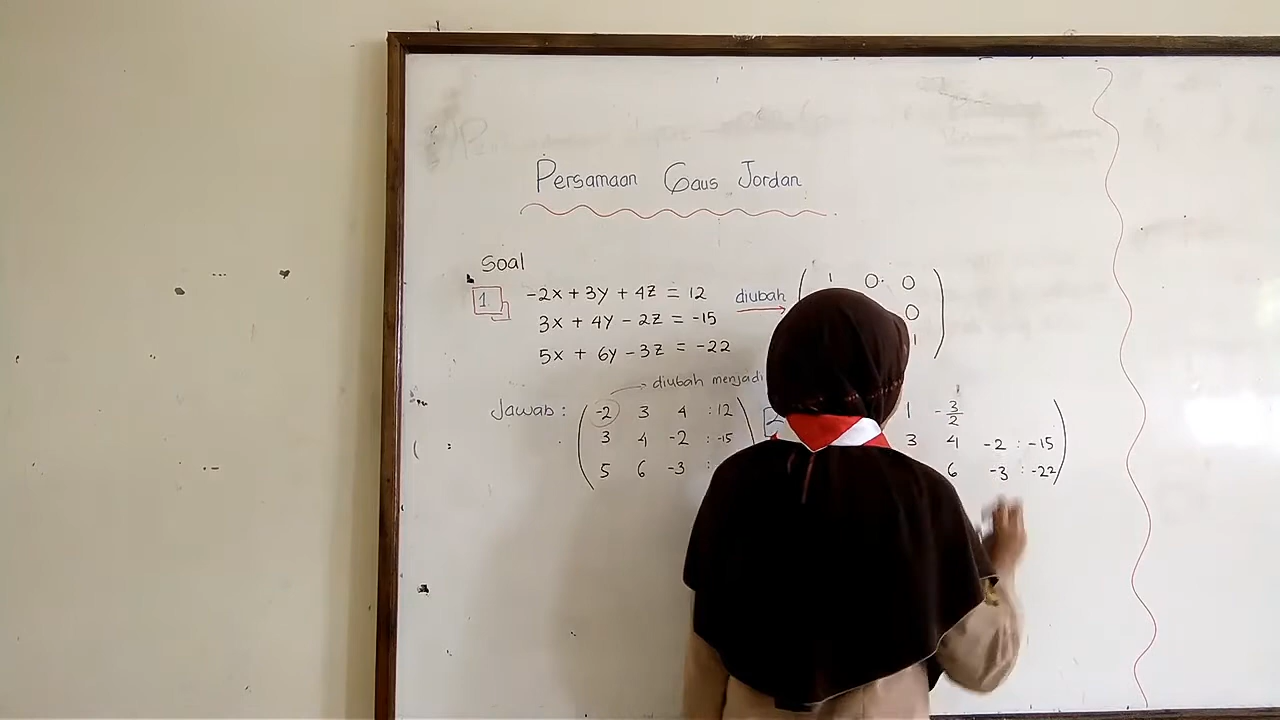 Persamaan Gaus Jordan
Soal
1 -2x + 3y + 4z = 12 diubah ( 1 0 0 )
3x + 4y - 2z = -15 0
5x + 6y - 3z = -22 1
diubah menjadi
Jawab : ( -2 3 4 : 12 ) 1 -3/2
3 4 -2 : -15 3 4 -2 : -15
5 6 -3 : 6 -3 : -22